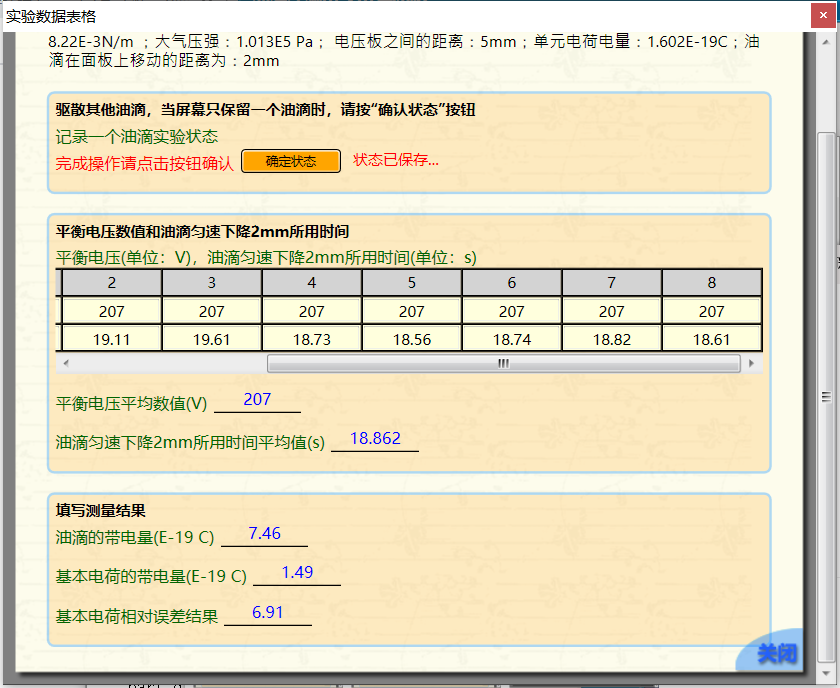 实验数据表格
8.22E-3N/m ；大气压强：1.013E5 Pa； 电压板之间的距离：5mm；单元电荷电量：1.602E-19C；油
滴在面板上移动的距离为：2mm
驱散其他油滴，当屏幕只保留一个油滴时，请按“确认状态”按钮
记录一个油滴实验状态
完成操作请点击按钮确认 确定状态 状态已保存...
平衡电压数值和油滴匀速下降2mm所用时间
平衡电压(单位：V)，油滴匀速下降2mm所用时间(单位：s)
2 3 4 5 6 7 8
207 207 207 207 207 207 207
19.11 19.61 18.73 18.56 18.74 18.82 18.61
平衡电压平均数值(V) 207
油滴匀速下降2mm所用时间平均值(s) 18.862
填写测量结果
油滴的带电量(E-19 C) 7.46
基本电荷的带电量(E-19 C) 1.49
基本电荷相对误差结果 6.91
关闭